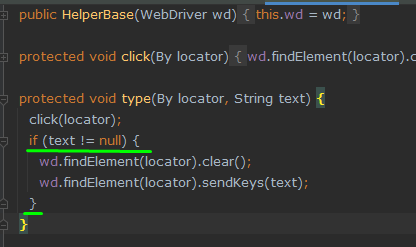 public HelperBase(WebDriver wd) { this.wd = wd; }
protected void click(By locator) { wd.findElement(locator).c
protected void type(By locator, String text) {
click(locator);
if (text != null) {
wd.findElement(locator).clear();
wd.findElement(locator).sendKeys(text);
}
}